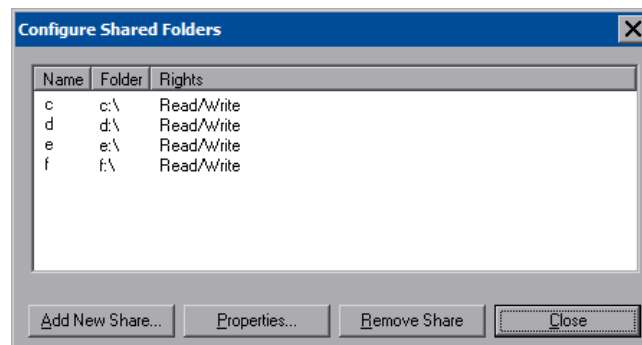 Configure Shared Folders
Name Folder Rights
c c:\ Read/Write
d d:\ Read/Write
e e:\ Read/Write
f f:\ Read/Write
Add New Share... Properties... Remove Share Close